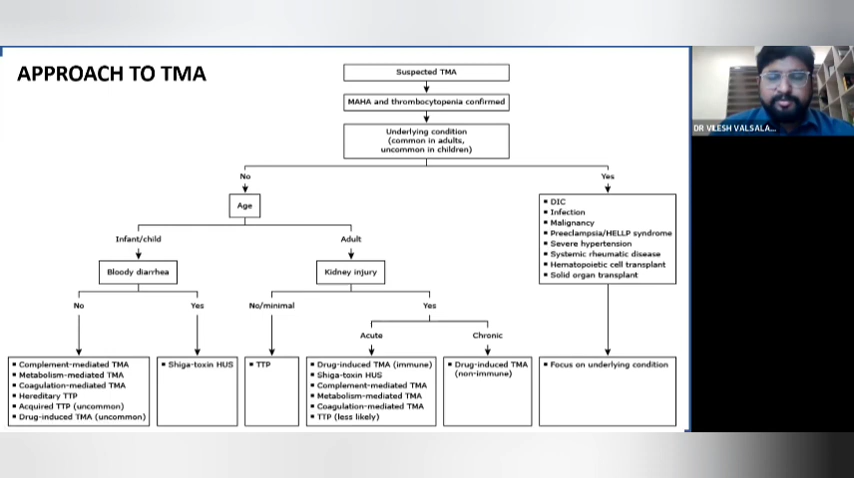 APPROACH TO TMA
Suspected TMA
MAHA and thrombocytopenia confirmed
Underlying condition
(common in adults,
uncommon in children)
No
Yes
Age
▪ DIC
▪ Infection
▪ Malignancy
▪ Preeclampsia/HELLP syndrome
▪ Severe hypertension
▪ Systemic rheumatic disease
▪ Hematopoietic cell transplant
▪ Solid organ transplant
Infant/child
Adult
Bloody diarrhea
Kidney injury
No
Yes
No/minimal
Yes
Acute
Chronic
▪ Complement-mediated TMA
▪ Metabolism-mediated TMA
▪ Coagulation-mediated TMA
▪ Hereditary TTP
▪ Acquired TTP (uncommon)
▪ Drug-induced TMA (uncommon)
▪ Shiga-toxin HUS
▪ TTP
▪ Drug-induced TMA (immune)
▪ Shiga-toxin HUS
▪ Complement-mediated TMA
▪ Metabolism-mediated TMA
▪ Coagulation-mediated TMA
▪ TTP (less likely)
▪ Drug-induced TMA
(non-immune)
▪ Focus on underlying condition
DR VILESH VALSALA...